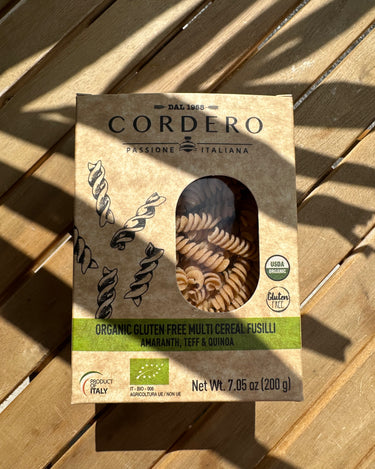 DAL 1958
CORDERO
PASSIONE ITALIANA
USDA
ORGANIC
Gluten
FREE
ORGANIC GLUTEN FREE MULTI CEREAL FUSILLI
AMARANTH, TEFF & QUINOA
PRODUCT OF
ITALY
IT - BIO - 006
AGRICOLTURA UE / NON UE
Net Wt. 7.05 oz (200 g)